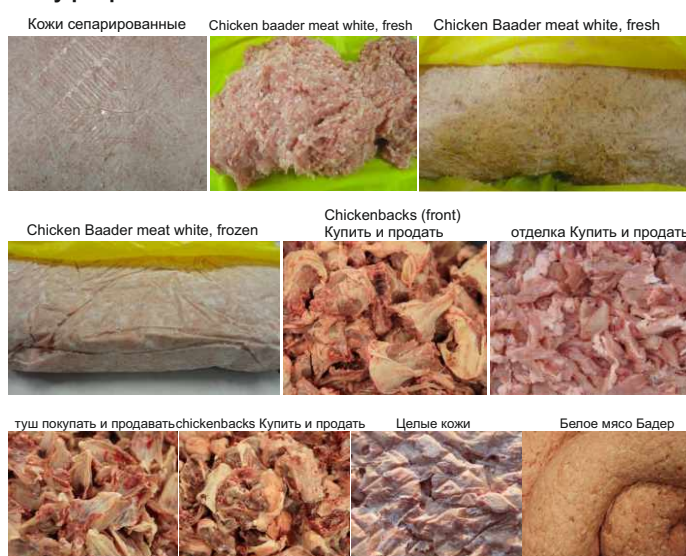 Кожи сепарированные
Chicken baader meat white, fresh
Chicken Baader meat white, fresh
Chicken Baader meat white, frozen
Chickenbacks (front)
Купить и продать
отделка Купить и продать
туш покупать и продавать
chickenbacks Купить и продать
Целые кожи
Белое мясо Бадер